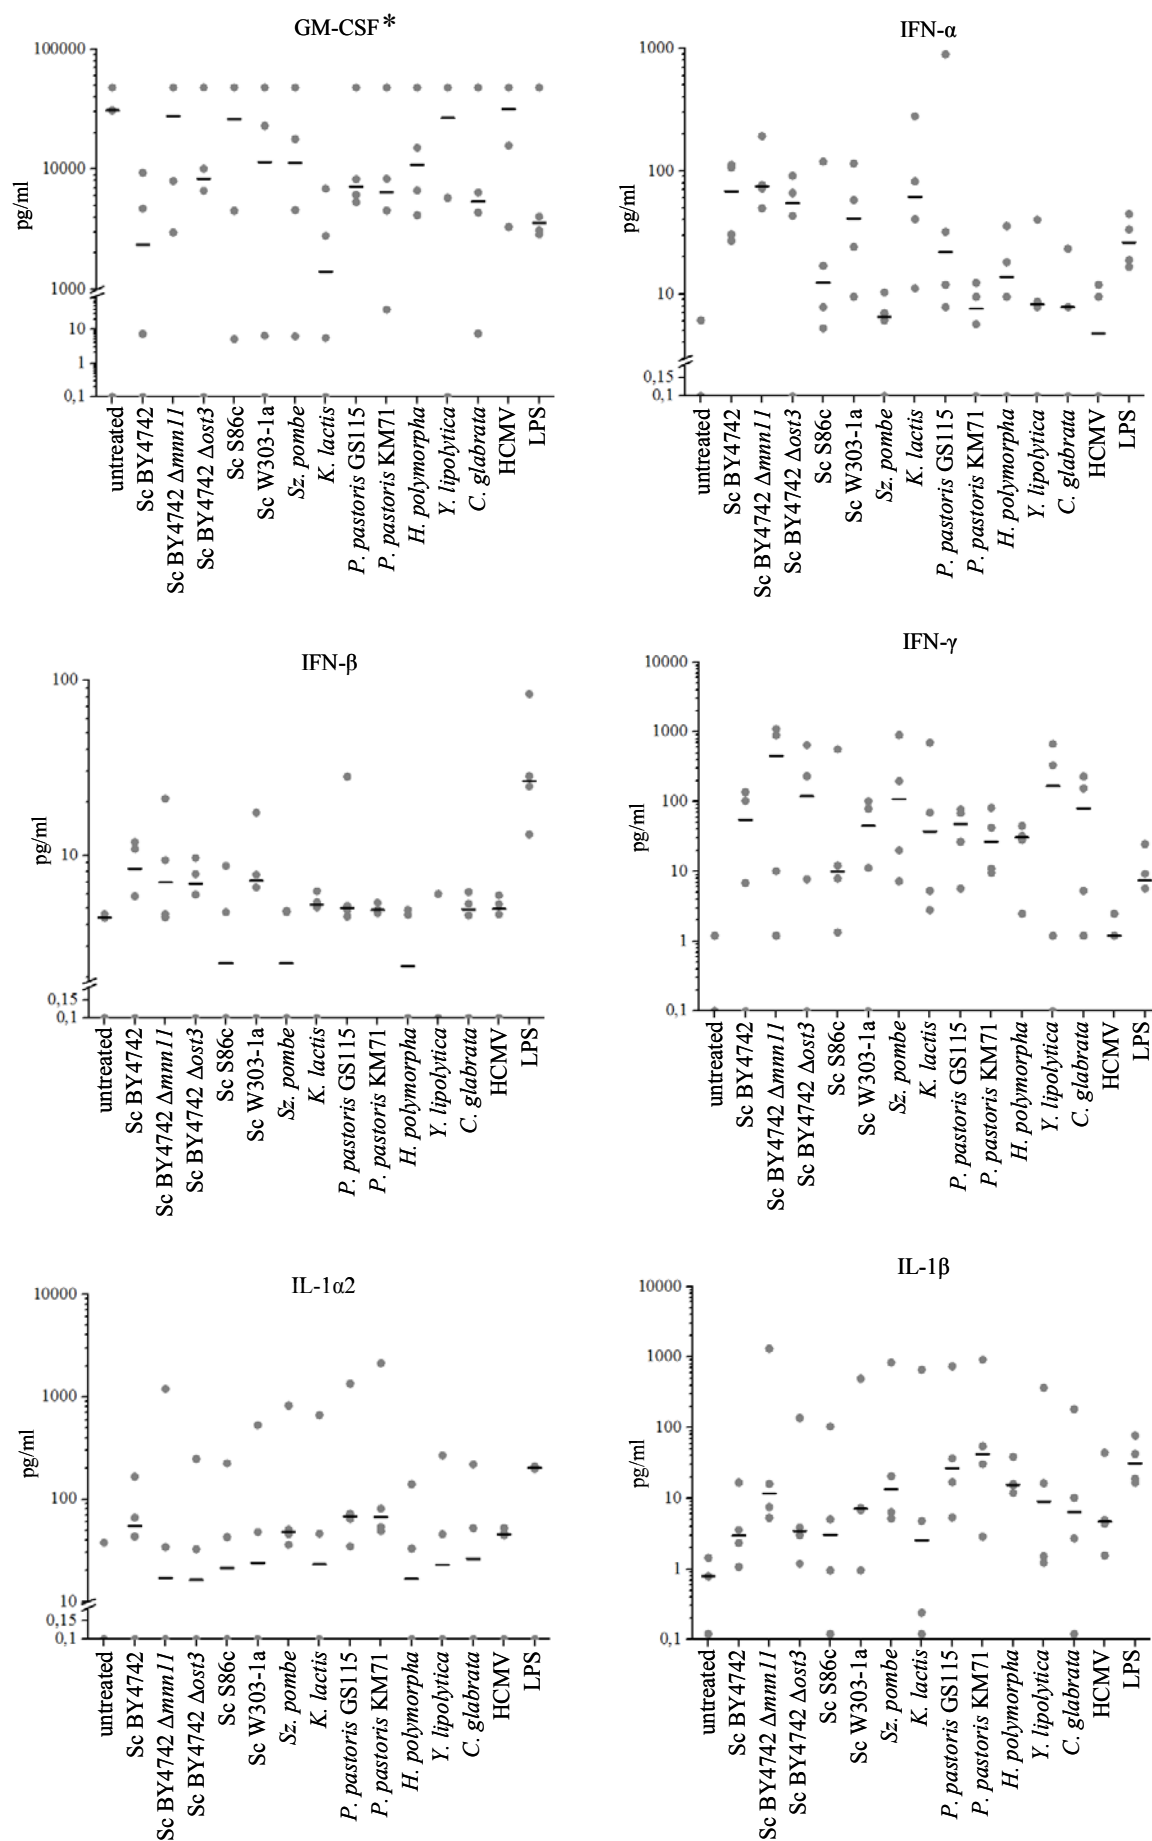 GM-CSF*
pg/ml
100000
10000
1000
10
1
0,1
untreated
Sc BY4742
Sc BY4742 Δmnn11
Sc BY4742 Δost3
Sc S86c
Sc W303-1a
Sz. pombe
K. lactis
P. pastoris GS115
P. pastoris KM71
H. polymorpha
Y. lipolytica
C. glabrata
HCMV
LPS
IFN-α
pg/ml
1000
100
10
0,15
0,1
untreated
Sc BY4742
Sc BY4742 Δmnn11
Sc BY4742 Δost3
Sc S86c
Sc W303-1a
Sz. pombe
K. lactis
P. pastoris GS115
P. pastoris KM71
H. polymorpha
Y. lipolytica
C. glabrata
HCMV
LPS
IFN-β
pg/ml
100
10
0,15
0,1
untreated
Sc BY4742
Sc BY4742 Δmnn11
Sc BY4742 Δost3
Sc S86c
Sc W303-1a
Sz. pombe
K. lactis
P. pastoris GS115
P. pastoris KM71
H. polymorpha
Y. lipolytica
C. glabrata
HCMV
LPS
IFN-γ
pg/ml
10000
1000
100
10
1
0,1
untreated
Sc BY4742
Sc BY4742 Δmnn11
Sc BY4742 Δost3
Sc S86c
Sc W303-1a
Sz. pombe
K. lactis
P. pastoris GS115
P. pastoris KM71
H. polymorpha
Y. lipolytica
C. glabrata
HCMV
LPS
IL-1α2
pg/ml
10000
1000
100
10
0,15
0,1
untreated
Sc BY4742
Sc BY4742 Δmnn11
Sc BY4742 Δost3
Sc S86c
Sc W303-1a
Sz. pombe
K. lactis
P. pastoris GS115
P. pastoris KM71
H. polymorpha
Y. lipolytica
C. glabrata
HCMV
LPS
IL-1β
pg/ml
10000
1000
100
10
1
0,1
untreated
Sc BY4742
Sc BY4742 Δmnn11
Sc BY4742 Δost3
Sc S86c
Sc W303-1a
Sz. pombe
K. lactis
P. pastoris GS115
P. pastoris KM71
H. polymorpha
Y. lipolytica
C. glabrata
HCMV
LPS